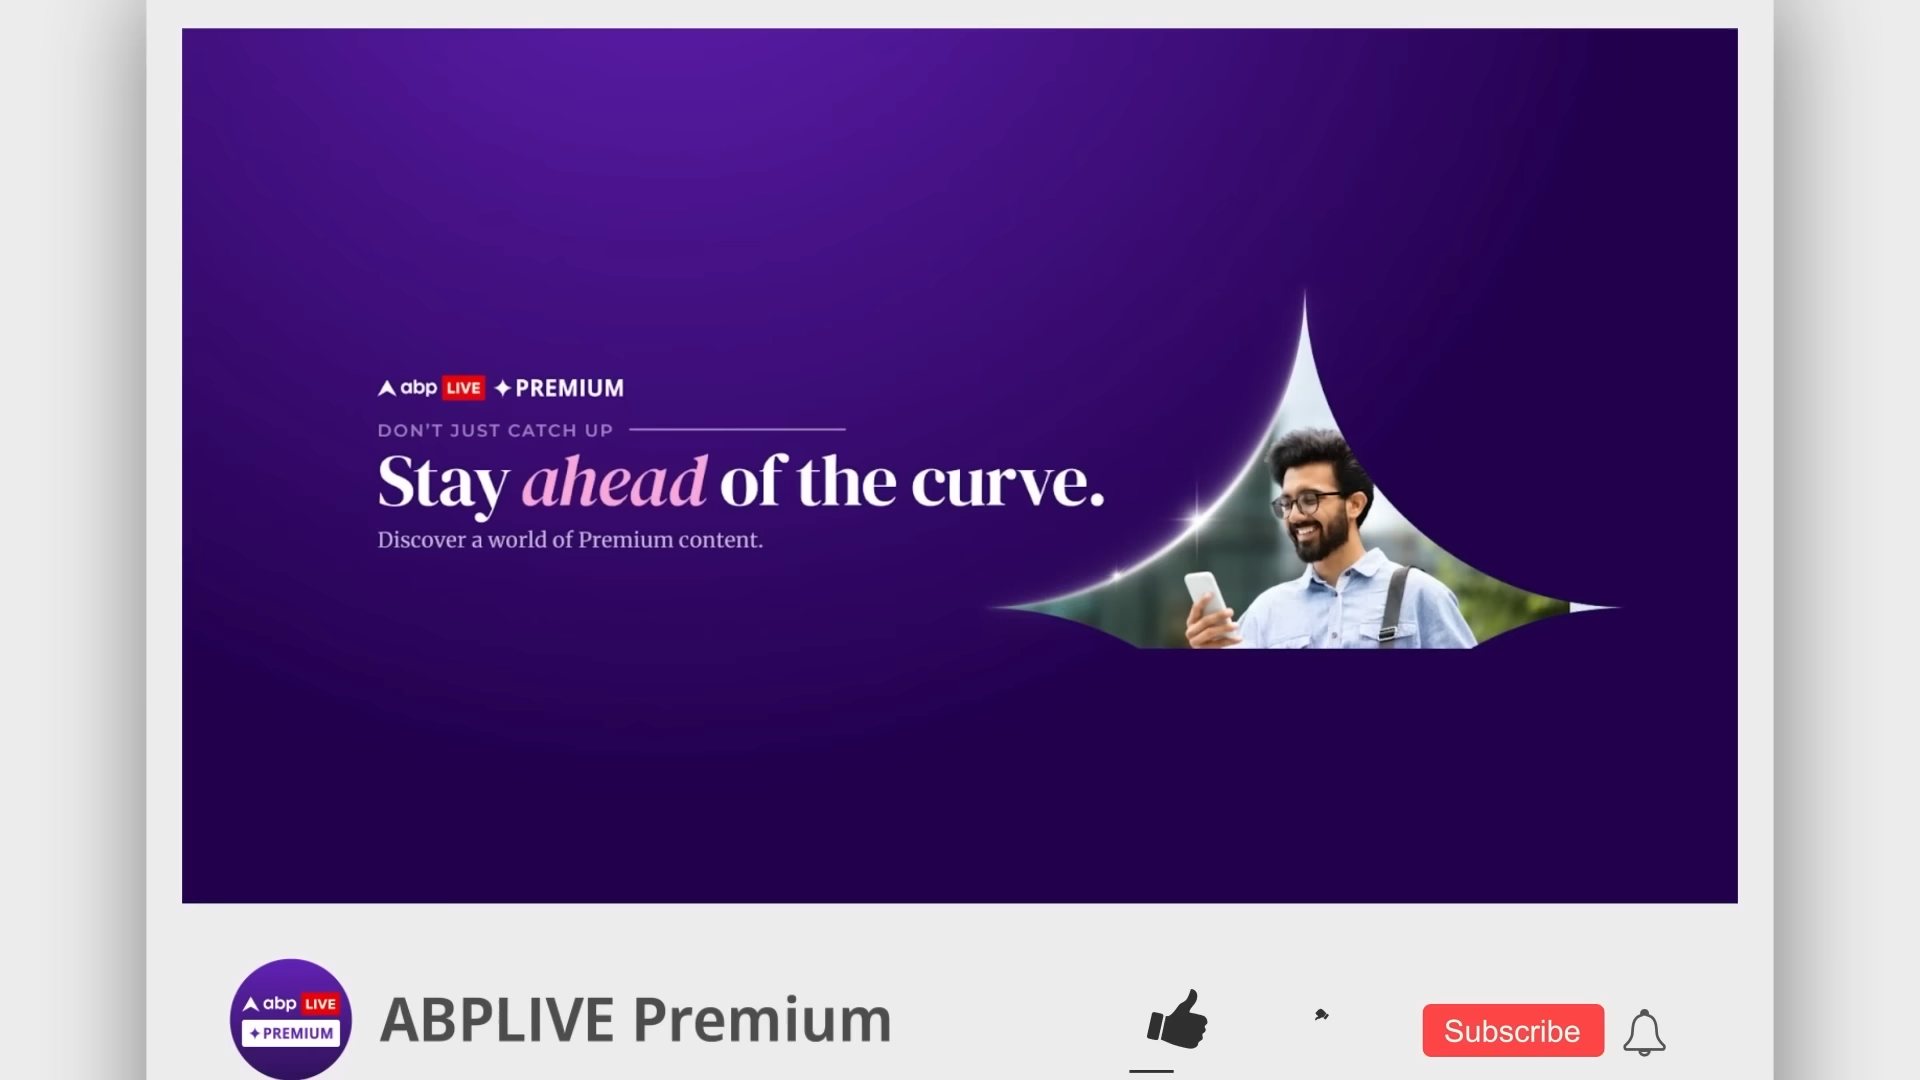 abp LIVE PREMIUM
DON'T JUST CATCH UP
Stay ahead of the curve.
Discover a world of Premium content.
abp LIVE
PREMIUM
ABPLIVE Premium
Subscribe